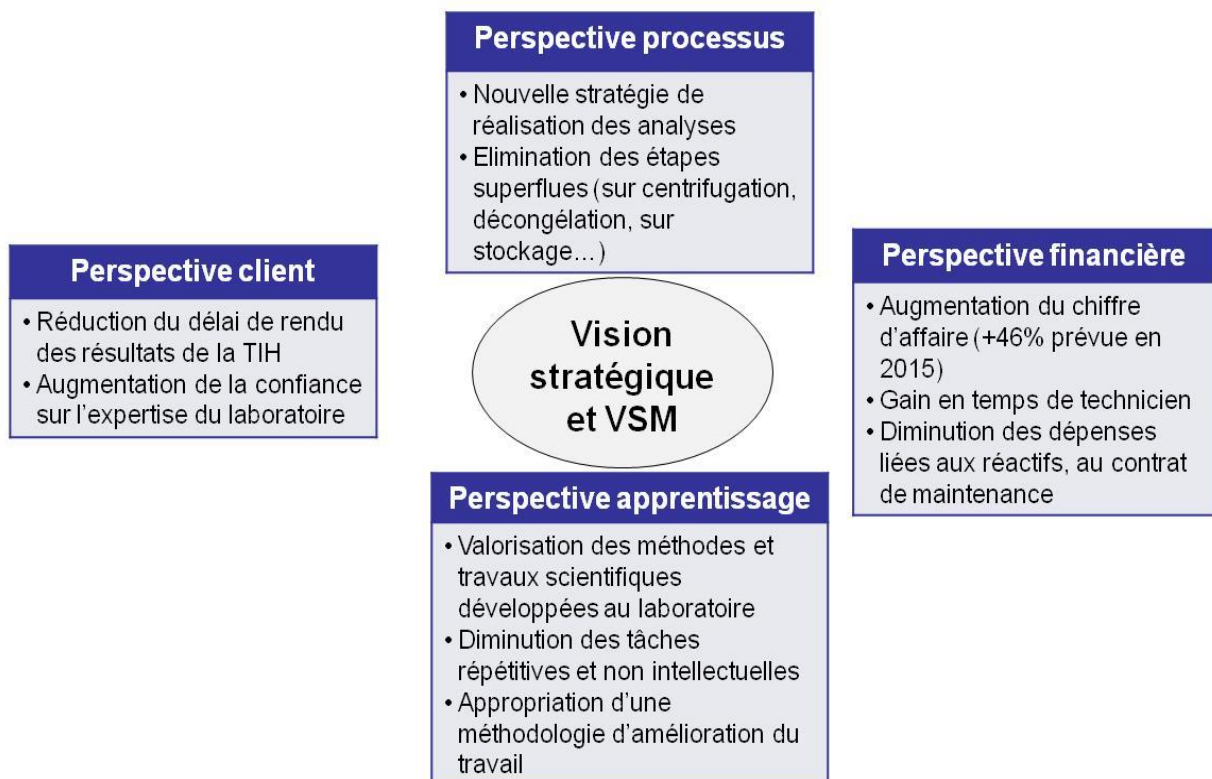 Perspective processus
• Nouvelle stratégie de
réalisation des analyses
• Elimination des étapes
superflues (sur centrifugation,
décongélation, sur
stockage…)
Perspective client
• Réduction du délai de rendu
des résultats de la TIH
• Augmentation de la confiance
sur l'expertise du laboratoire
Vision
stratégique
et VSM
Perspective financière
• Augmentation du chiffre
d'affaire (+46% prévue en
2015)
• Gain en temps de technicien
• Diminution des dépenses
liées aux réactifs, au contrat
de maintenance
Perspective apprentissage
• Valorisation des méthodes et
travaux scientifiques
développées au laboratoire
• Diminution des tâches
répétitives et non intellectuelles
• Appropriation d'une
méthodologie d'amélioration du
travail